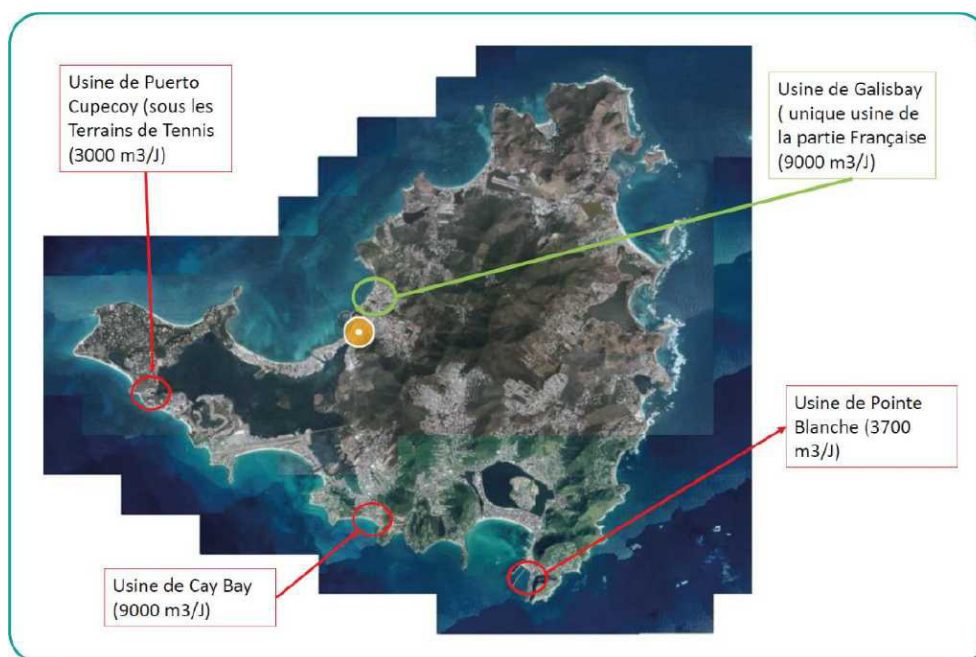 Usine de Puerto
Cupecoy (sous les
Terrains de Tennis
(3000 m3/J)
Usine de Galisbay
( unique usine de
la partie Française
(9000 m3/J)
Usine de Pointe
Blanche (3700
m3/J)
Usine de Cay Bay
(9000 m3/J)